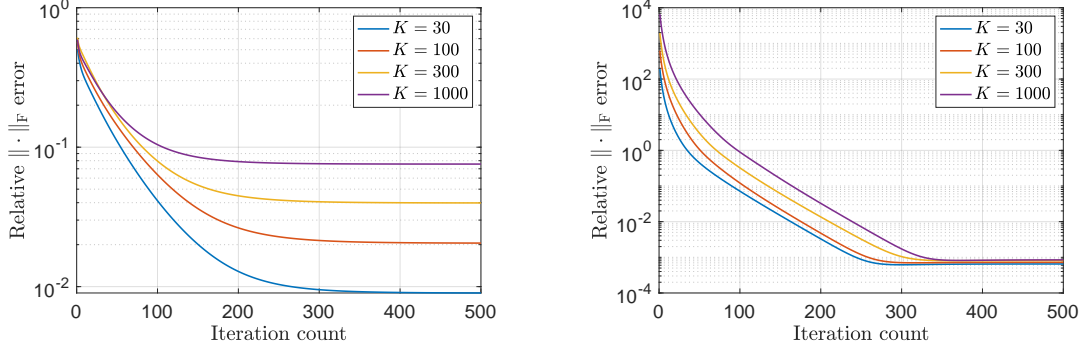 10^0
10^-1
10^-2
0 100 200 300 400 500
Iteration count
Relative || · ||_F error
K = 30
K = 100
K = 300
K = 1000
10^4
10^2
10^0
10^-2
10^-4
0 100 200 300 400 500
Iteration count
Relative || · ||_F error
K = 30
K = 100
K = 300
K = 1000